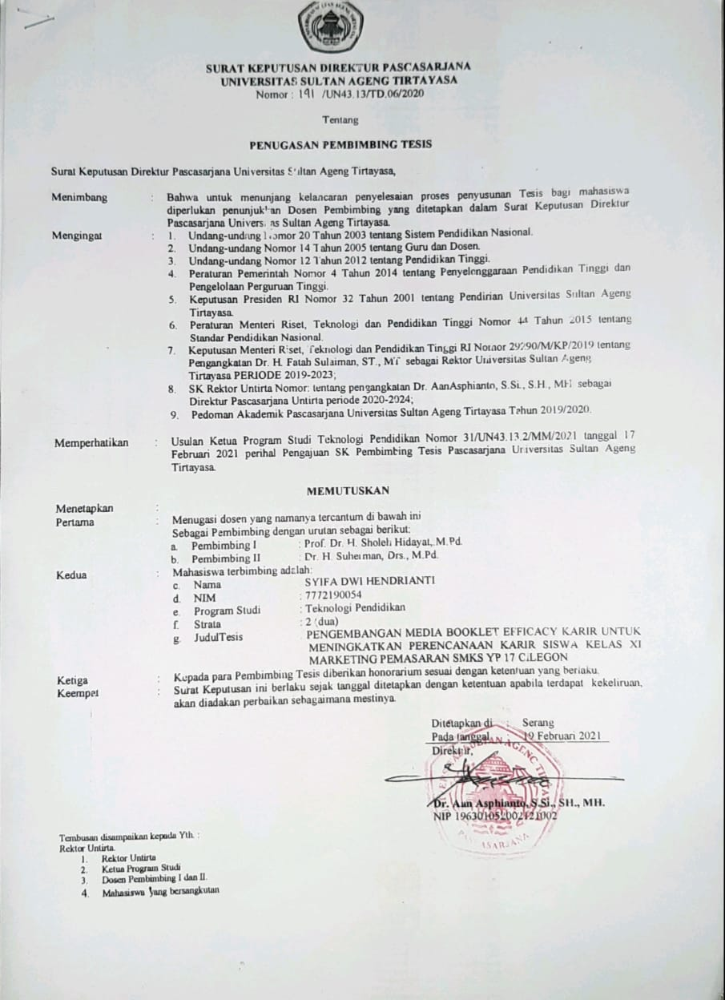 SURAT KEPUTUSAN DIREKTUR PASCASARJANA
UNIVERSITAS SULTAN AGENG TIRTAYASA
Nomor : 191 /UN43.13/TD.06/2020
Tentang
PENUGASAN PEMBIMBING TESIS
Surat Keputusan Direktur Pascasarjana Universitas Sultan Ageng Tirtayasa,
Menimbang : Bahwa untuk menunjang kelancaran penyelesaian proses penyusunan Tesis bagi mahasiswa
diperlukan penunjukkan Dosen Pembimbing yang ditetapkan dalam Surat Keputusan Direktur
Pascasarjana Universitas Sultan Ageng Tirtayasa.
Mengingat : 1. Undang-undang Nomor 20 Tahun 2003 tentang Sistem Pendidikan Nasional.
2. Undang-undang Nomor 14 Tahun 2005 tentang Guru dan Dosen.
3. Undang-undang Nomor 12 Tahun 2012 tentang Pendidikan Tinggi.
4. Peraturan Pemerintah Nomor 4 Tahun 2014 tentang Penyelenggaraan Pendidikan Tinggi dan
Pengelolaan Perguruan Tinggi.
5. Keputusan Presiden RI Nomor 32 Tahun 2001 tentang Pendirian Universitas Sultan Ageng
Tirtayasa.
6. Peraturan Menteri Riset, Teknologi dan Pendidikan Tinggi Nomor 44 Tahun 2015 tentang
Standar Pendidikan Nasional.
7. Keputusan Menteri Riset, Teknologi dan Pendidikan Tinggi RI Nomor 29290/M/KP/2019 tentang
Pengangkatan Dr. H. Fatah Sulaiman, ST., MT sebagai Rektor Universitas Sultan Ageng
Tirtayasa PERIODE 2019-2023;
8. SK Rektor Untirta Nomor: tentang pengangkatan Dr. AanAsphianto, S.Si., S.H., MH sebagai
Direktur Pascasarjana Untirta periode 2020-2024;
9. Pedoman Akademik Pascasarjana Universitas Sultan Ageng Tirtayasa Tahun 2019/2020.
Memperhatikan : Usulan Ketua Program Studi Teknologi Pendidikan Nomor 31/UN43.13.2/MM/2021 tanggal 17
Februari 2021 perihal Pengajuan SK Pembimbing Tesis Pascasarjana Universitas Sultan Ageng
Tirtayasa.
MEMUTUSKAN
Menetapkan :
Pertama : Menugasi dosen yang namanya tercantum di bawah ini
Sebagai Pembimbing dengan urutan sebagai berikut:
a. Pembimbing I : Prof. Dr. H. Sholeh Hidayat, M.Pd.
b. Pembimbing II : Dr. H. Suherman, Drs., M.Pd.
Kedua : Mahasiswa terbimbing adalah:
c. Nama SYIFA DWI HENDRIANTI
d. NIM : 7772190054
e. Program Studi : Teknologi Pendidikan
f. Strata : 2 (dua)
g. JudulTesis PENGEMBANGAN MEDIA BOOKLET EFFICACY KARIR UNTUK
MENINGKATKAN PERENCANAAN KARIR SISWA KELAS XI
MARKETING PEMASARAN SMKS YP 17 CILEGON
Ketiga : Kepada para Pembimbing Tesis diberikan honorarium sesuai dengan ketentuan yang berlaku.
Keempat : Surat Keputusan ini berlaku sejak tanggal ditetapkan dengan ketentuan apabila terdapat kekeliruan,
akan diadakan perbaikan sebagaimana mestinya.
Ditetapkan di : Serang
Pada tanggal : 19 Februari 2021
Direktur,
Dr. Aan Asphianto, S.Si., SH., MH.
NIP 196301052002121002
PASCASARJANA
Tembusan disampaikan kepada Yth. :
Rektor Untirta.
1. Rektor Untirta
2. Ketua Program Studi
3. Dosen Pembimbing I dan II.
4. Mahasiswa yang bersangkutan